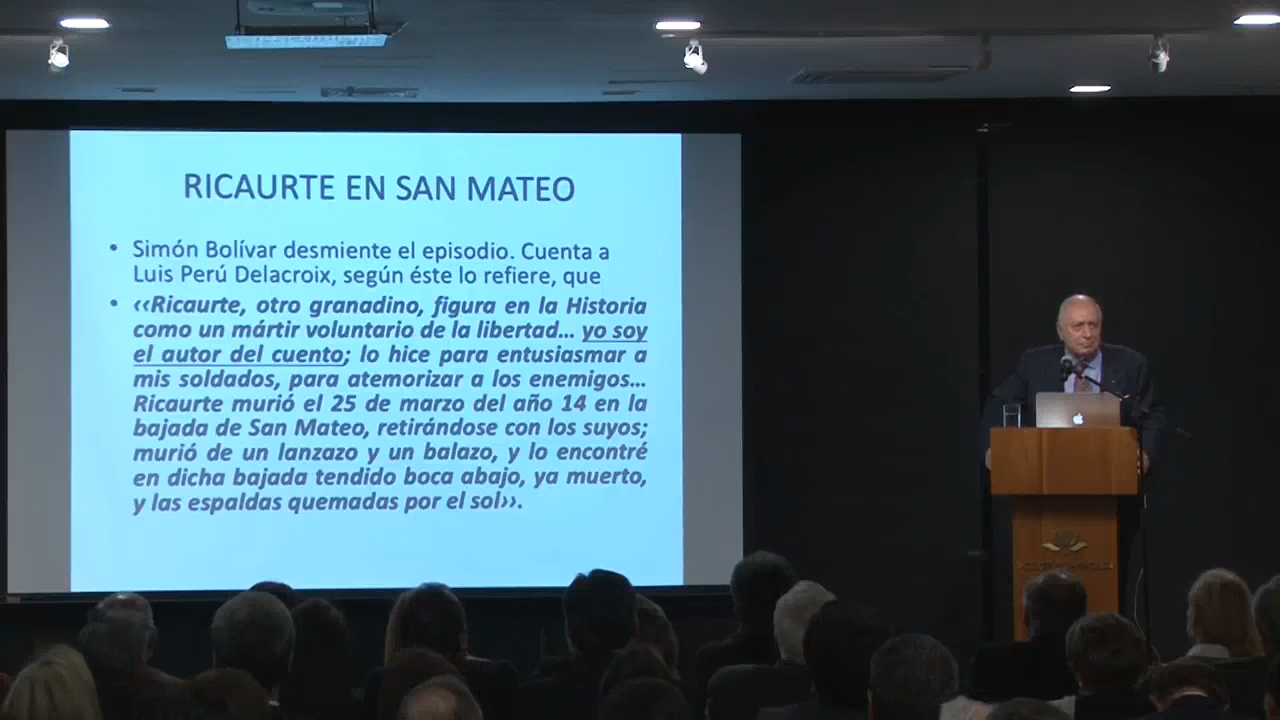 RICAURTE EN SAN MATEO
• Simón Bolívar desmiente el episodio. Cuenta a
Luis Perú Delacroix, según éste lo refiere, que
• ‹‹Ricaurte, otro granadino, figura en la Historia
como un mártir voluntario de la libertad... yo soy
el autor del cuento; lo hice para entusiasmar a
mis soldados, para atemorizar a los enemigos...
Ricaurte murió el 25 de marzo del año 14 en la
bajada de San Mateo, retirándose con los suyos;
murió de un lanzazo y un balazo, y lo encontré
en dicha bajada tendido boca abajo, ya muerto,
y las espaldas quemadas por el sol››.